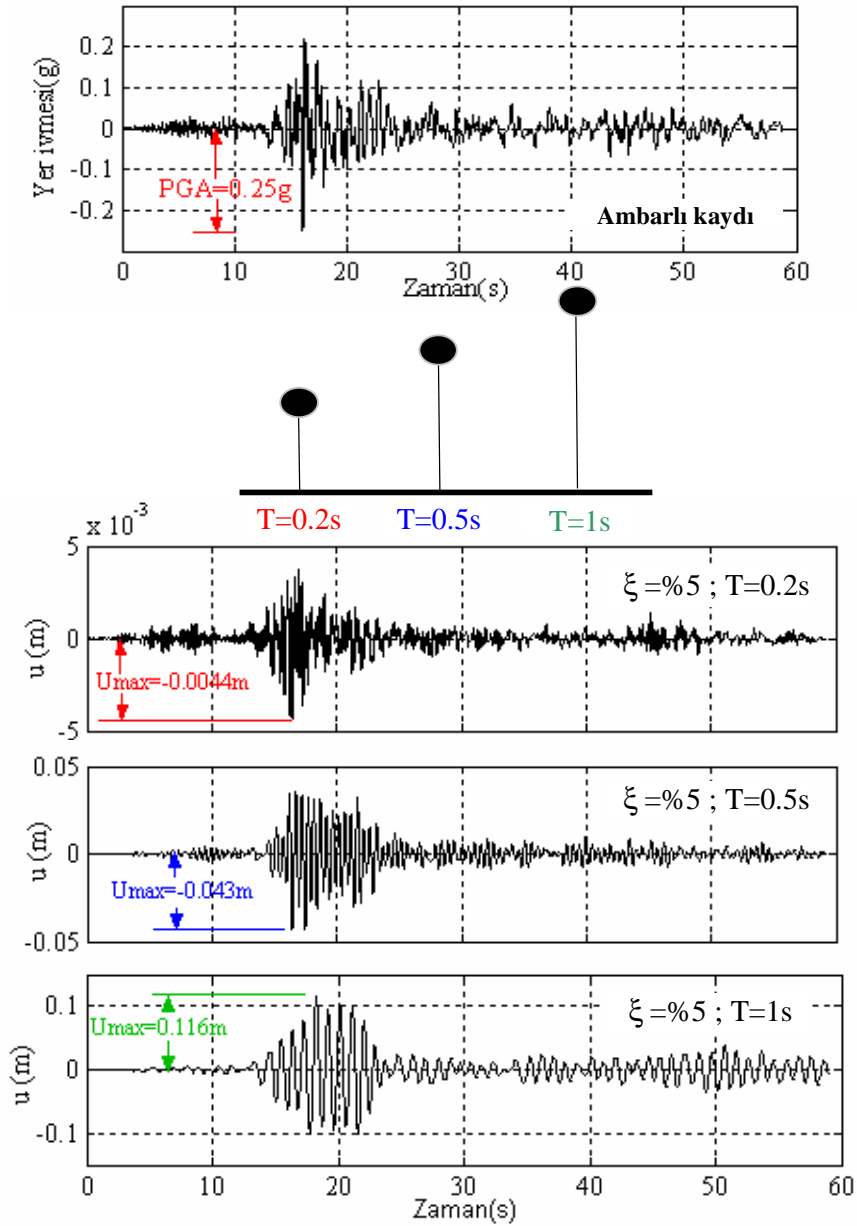 Yer ivmesi(g)
0.2
0.1
0
-0.1
-0.2
PGA=0.25g
Ambarlı kaydı
0 10 20 30 40 50 60
Zaman(s)
T=0.2s T=0.5s T=1s
x 10-3
u (m)
5
0
-5
ξ =%5 ; T=0.2s
Umax=-0.0044m
u (m)
0.05
0
-0.05
ξ =%5 ; T=0.5s
Umax=-0.043m
u (m)
0.1
0
-0.1
ξ =%5 ; T=1s
Umax=0.116m
0 10 20 30 40 50 60
Zaman(s)